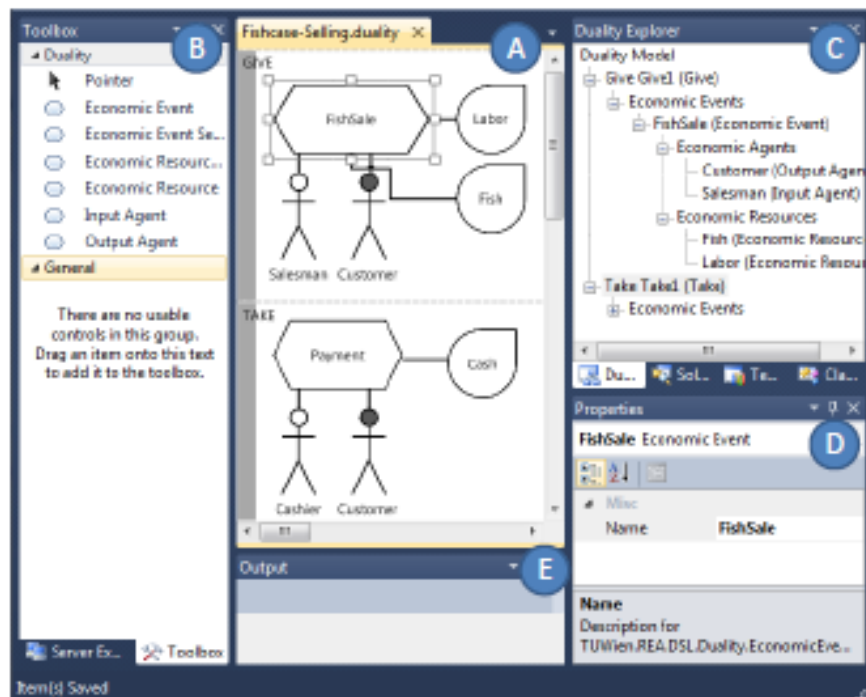 Toolbox
B
Duality
Pointer
Economic Event
Economic Event Se...
Economic Resourc...
Economic Resource
Input Agent
Output Agent
General
There are no usable
controls in this group.
Drag an item onto this text
to add it to the toolbox.
Server Ex...
Toolbox
Item(s) Saved
Fishcase-Selling.duality
A
GIVE
FishSale
Labor
Fish
Salesman
Customer
TAKE
Payment
Cash
Cashier
Customer
Output
E
Duality Explorer
C
Duality Model
Give Give1 (Give)
Economic Events
FishSale (Economic Event)
Economic Agents
Customer (Output Agen
Salesman (Input Agent)
Economic Resources
Fish (Economic Resourc
Labor (Economic Resou
Take Take1 (Take)
Economic Events
Du...
Sol...
Te...
Cla...
Properties
D
FishSale Economic Event
Misc
Name FishSale
Name
Description for
TUWien.REA.DSL.Duality.EconomicEve...